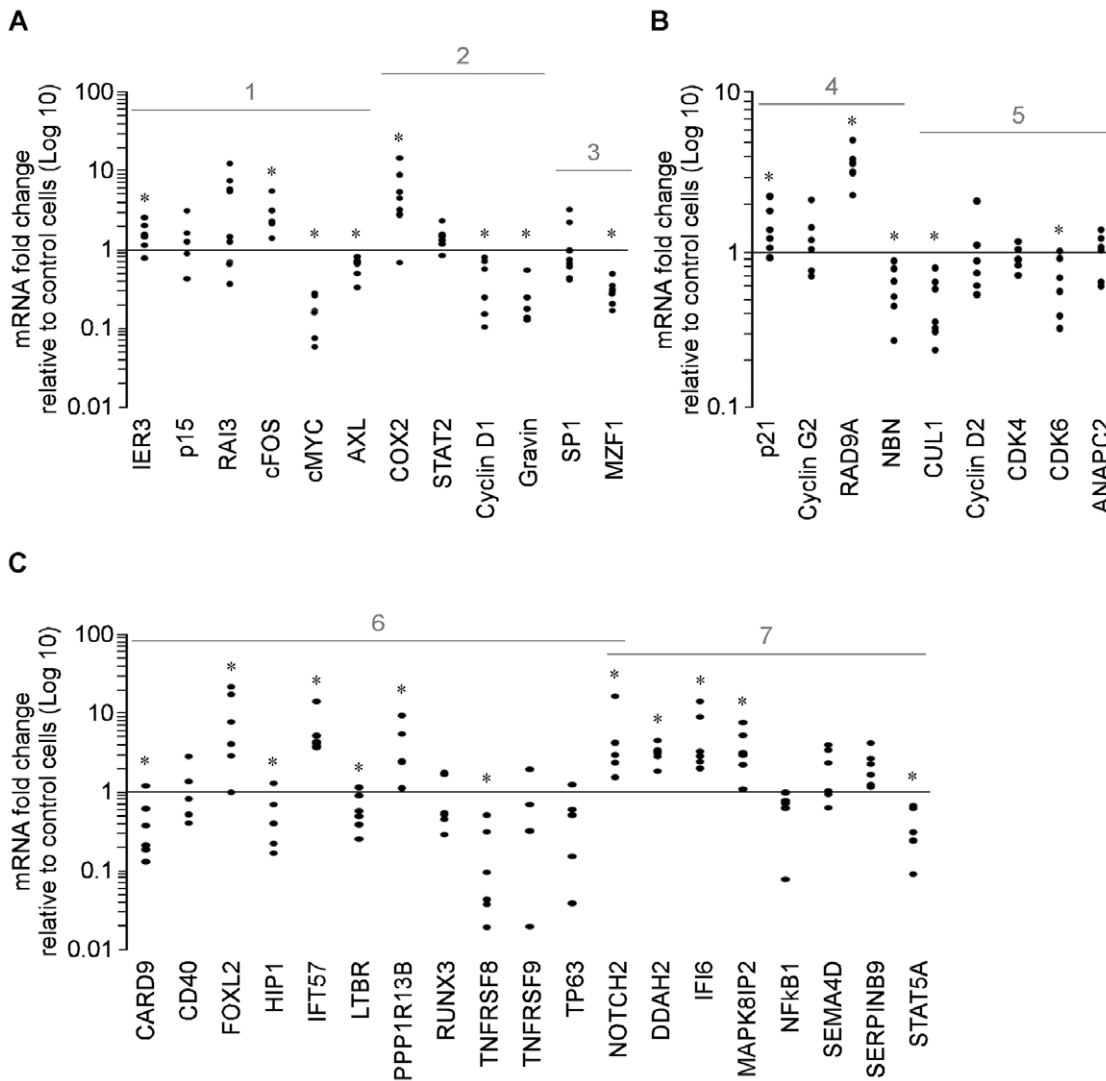 A
mRNA fold change
relative to control cells (Log 10)
100
10
1
0.1
0.01
1
2
3
*
*
*
*
*
*
*
*
IER3
p15
RAI3
cFOS
cMYC
AXL
COX2
STAT2
Cyclin D1
Gravin
SP1
MZF1
B
mRNA fold change
relative to control cells (Log 10)
10
1
0.1
4
5
*
*
*
*
*
p21
Cyclin G2
RAD9A
NBN
CUL1
Cyclin D2
CDK4
CDK6
ANAPC2
C
mRNA fold change
relative to control cells (Log 10)
100
10
1
0.1
0.01
6
7
*
*
*
*
*
*
*
*
*
*
*
*
CARD9
CD40
FOXL2
HIP1
IFT57
LTBR
PPP1R13B
RUNX3
TNFRSF8
TNFRSF9
TP63
NOTCH2
DDAH2
IFI6
MAPK8IP2
NFkB1
SEMA4D
SERPINB9
STAT5A